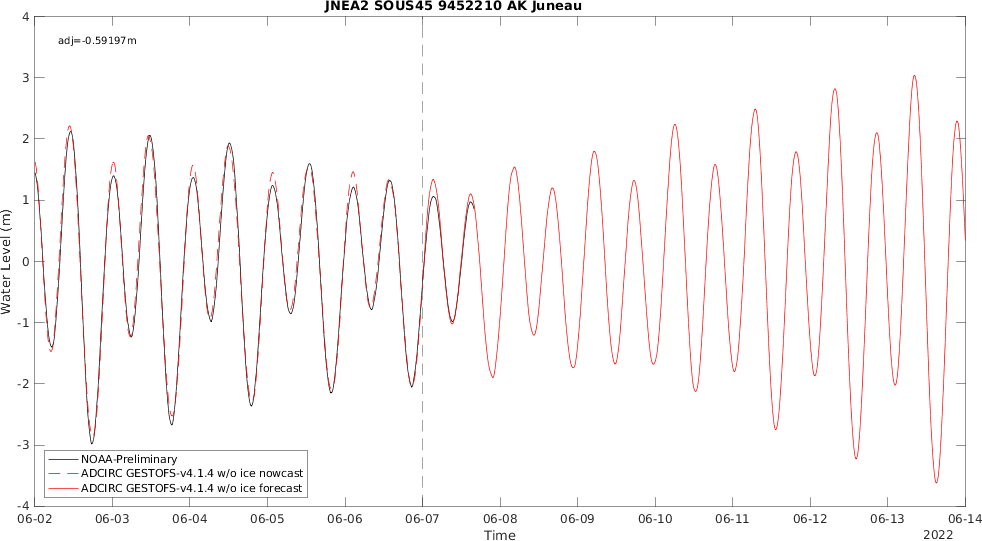 JNEA2 SOUS45 9452210 AK Juneau
adj=-0.59197m
4
3
2
1
0
-1
-2
-3
-4
Water Level (m)
NOAA-Preliminary
ADCIRC GESTOFS-v4.1.4 w/o ice nowcast
ADCIRC GESTOFS-v4.1.4 w/o ice forecast
06-02 06-03 06-04 06-05 06-06 06-07 06-08 06-09 06-10 06-11 06-12 06-13 06-14
Time
2022